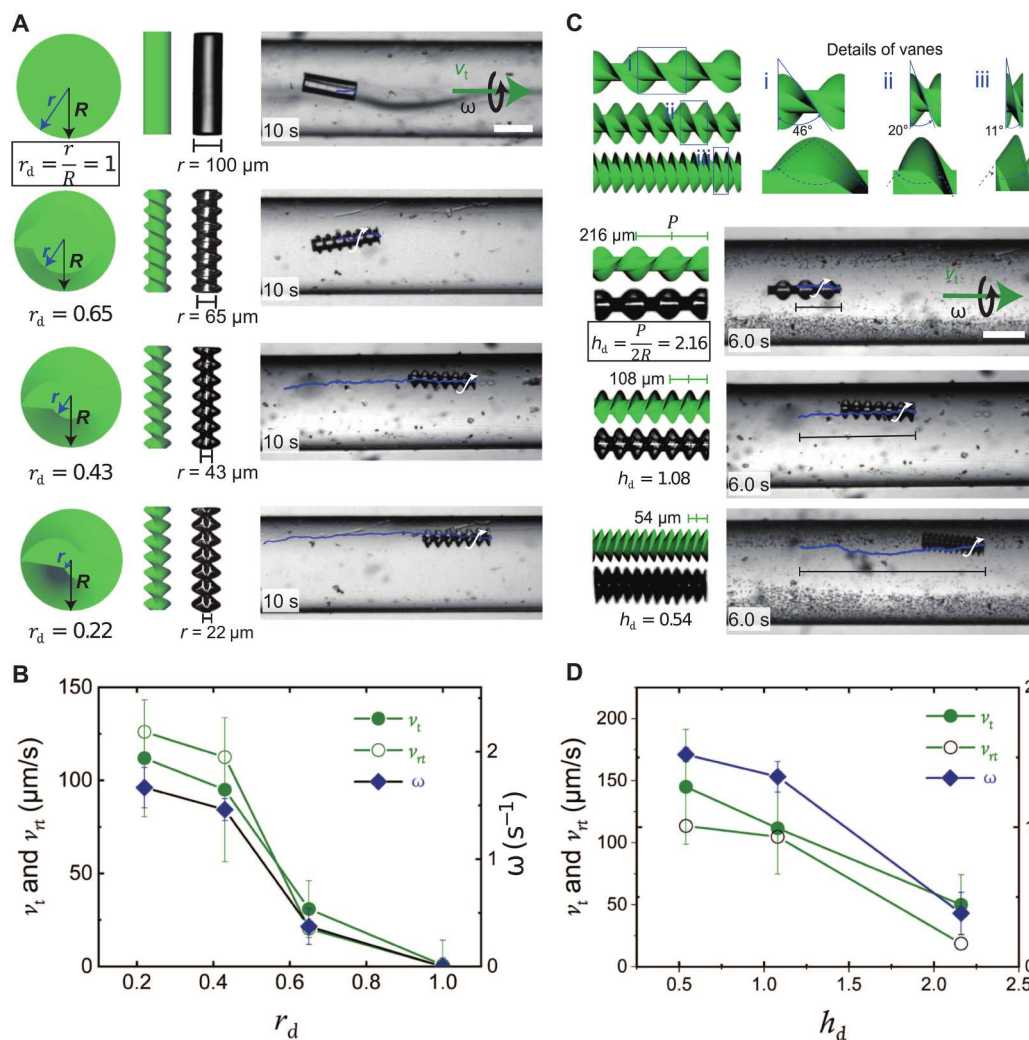 A
r
R
r_d = r/R = 1
r = 100 µm
10 s
v_t
ω
r
R
r_d = 0.65
r = 65 µm
10 s
r
R
r_d = 0.43
r = 43 µm
10 s
r
R
r_d = 0.22
r = 22 µm
10 s
B
150
100
75
50
25
0
v_t and v_rt (µm/s)
v_t
v_rt
ω
2
1
0
ω (s⁻¹)
0.2 0.4 0.6 0.8 1.0
r_d
C
Details of vanes
i
ii
iii
i
ii
iii
46°
20°
11°
216 µm
P
h_d = P/2R = 2.16
6.0 s
v_t
ω
108 µm
h_d = 1.08
6.0 s
54 µm
h_d = 0.54
6.0 s
D
200
150
100
50
0
v_t and v_rt (µm/s)
v_t
v_rt
ω
2
1
0
0.5 1.0 1.5 2.0 2.5
h_d